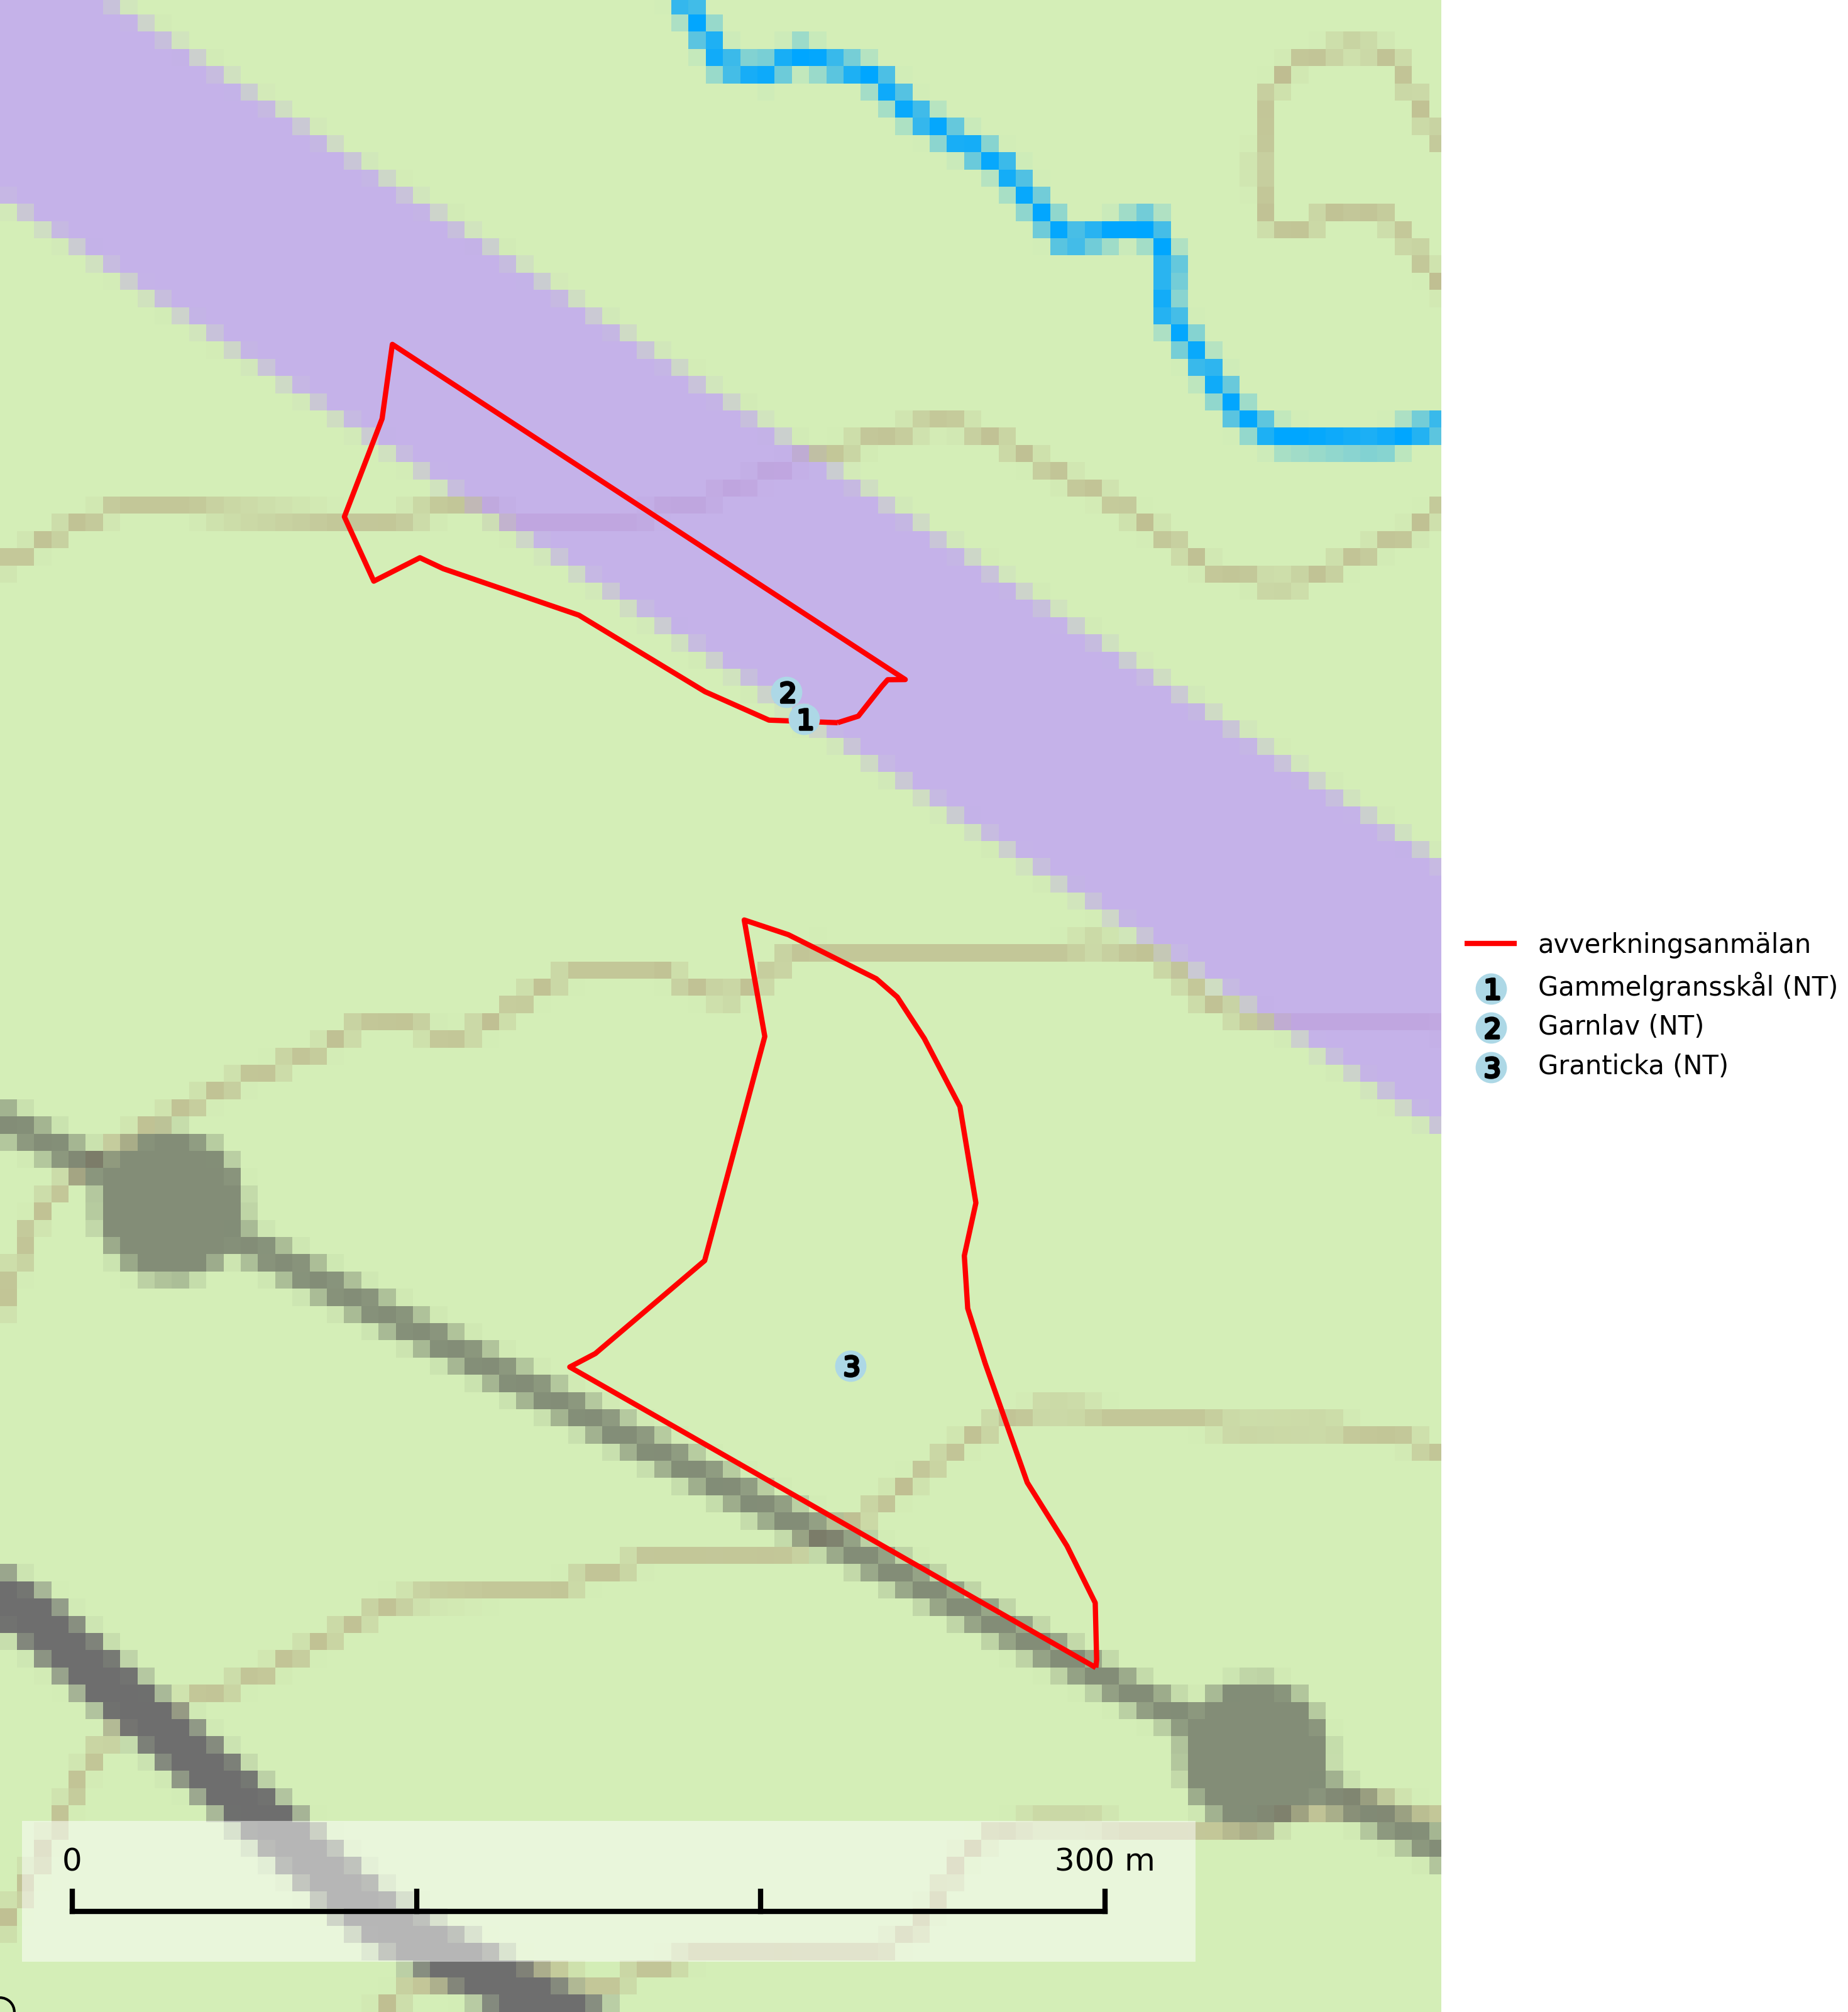 2
1
avverkningsanmälan
1 Gammelgransskål (NT)
2 Garnlav (NT)
3 Granticka (NT)
3
0 300 m